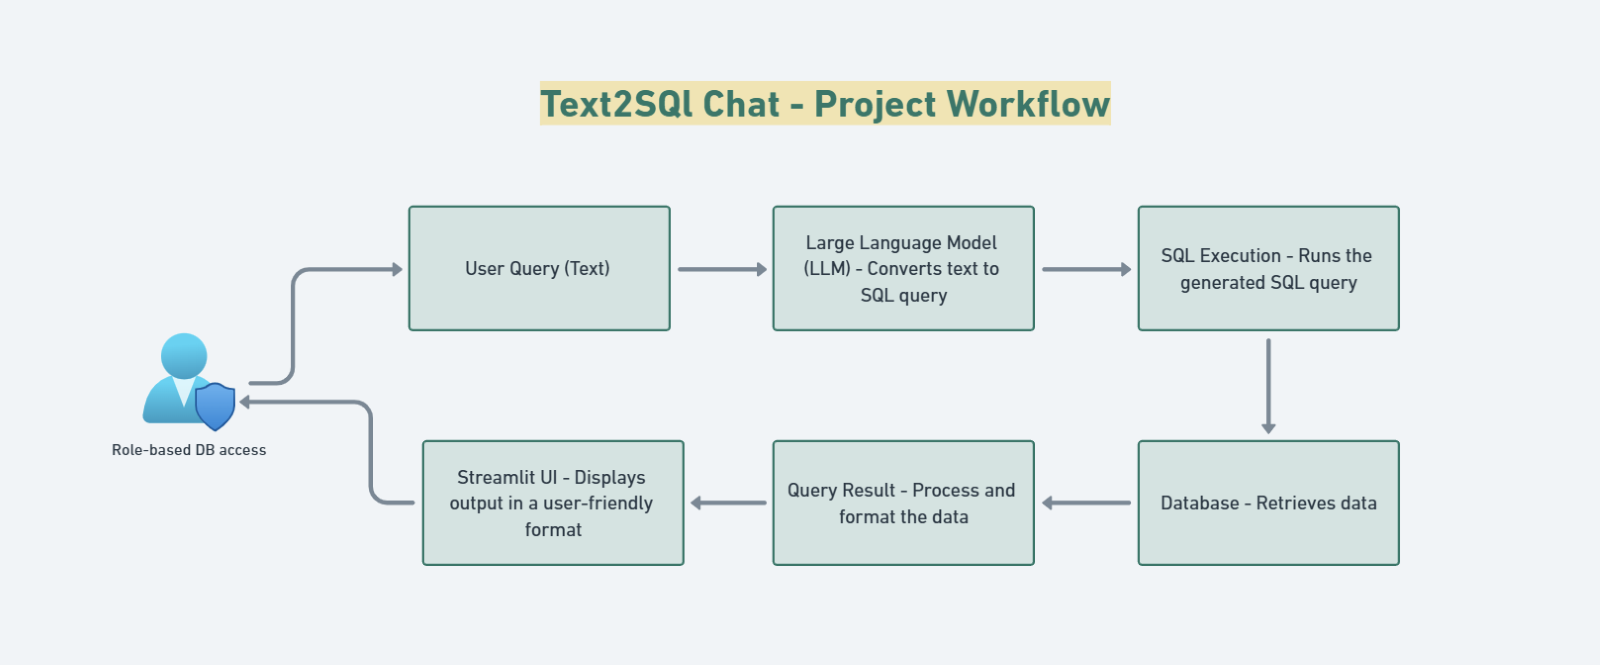 Text2SQl Chat - Project Workflow
User Query (Text)
Large Language Model
(LLM) - Converts text to
SQL query
SQL Execution - Runs the
generated SQL query
Role-based DB access
Streamlit UI - Displays
output in a user-friendly
format
Query Result - Process and
format the data
Database - Retrieves data